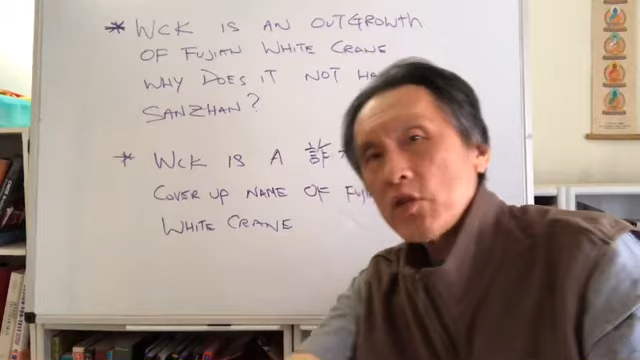 * WCK IS AN OUTGROWTH
OF FUJIAN WHITE CRANE
WHY DOES IT NOT
SANZHAN?
* WCK IS A 詐
COVER UP NAME OF
WHITE CRANE